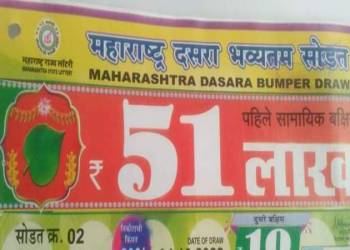 महाराष्ट्र दसरा भव्यतम सोडत
महाराष्ट्र राज्य लॉटरी
MAHARASHTRA STATE LOTTERY
MAHARASHTRA DASARA BUMPER DRAW
पहिले सामायिक बक्षि
₹ 51 लाख
सोडत क्र. 02
DATE OF DRAW
दुसरे बक्षिस
10